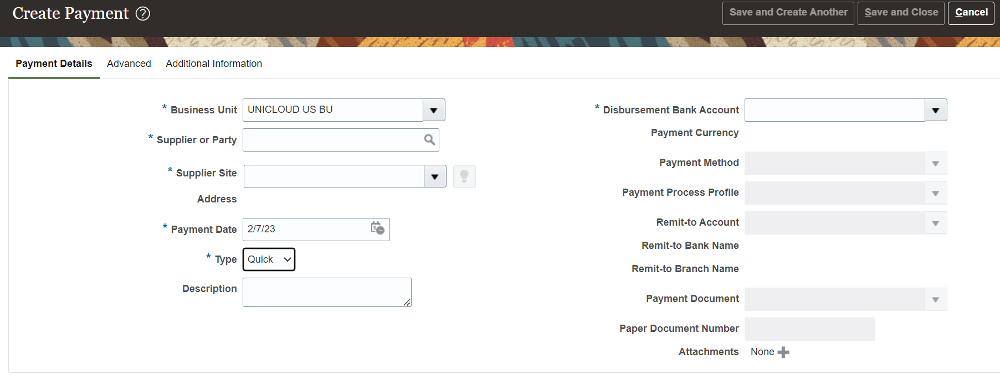 Create Payment ?
Save and Create Another
Save and Close
Cancel
Payment Details
Advanced
Additional Information
* Business Unit UNICLOUD US BU
* Supplier or Party
* Supplier Site
Address
* Payment Date 2/7/23
* Type Quick
Description
* Disbursement Bank Account
Payment Currency
Payment Method
Payment Process Profile
Remit-to Account
Remit-to Bank Name
Remit-to Branch Name
Payment Document
Paper Document Number
Attachments None